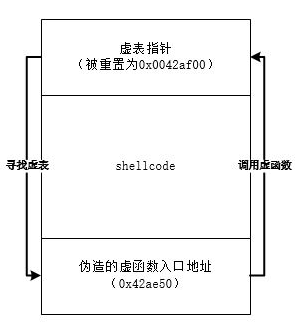 虚表指针
(被重置为0x0042af00)
寻找虚表
shellcode
调用虚函数
伪造的虚函数入口地址
(0x42ae50)